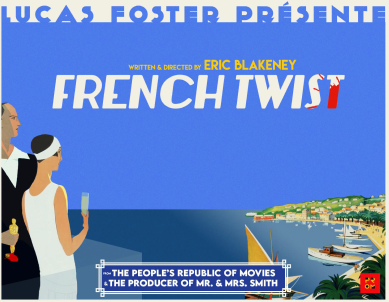 LUCAS FOSTER PRÉSENTE
WRITTEN & DIRECTED BY ERIC BLAKENEY
FRENCH TWIST
FROM THE PEOPLE'S REPUBLIC OF MOVIES
& THE PRODUCER OF MR. & MRS. SMITH